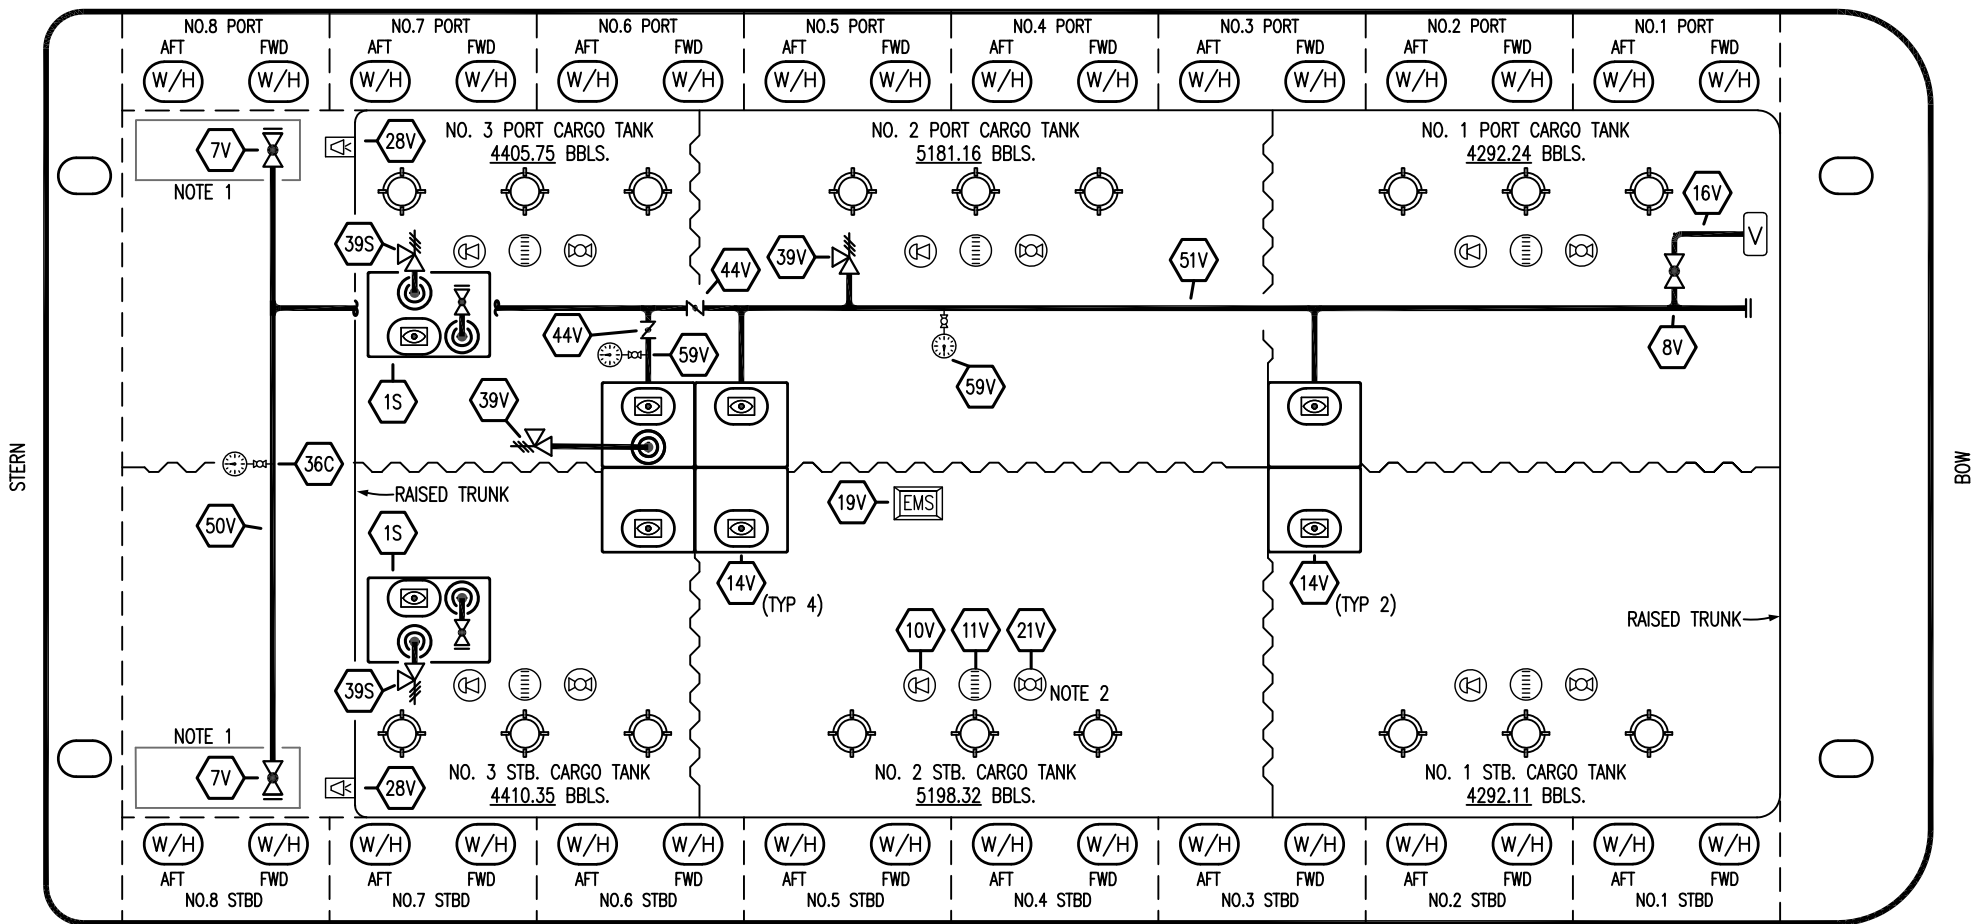 NO.8 PORT NO.7 PORT NO.6 PORT NO.5 PORT NO.4 PORT NO.3 PORT NO.2 PORT NO.1 PORT
AFT FWD AFT FWD AFT FWD AFT FWD AFT FWD AFT FWD AFT FWD AFT FWD
W/H W/H W/H W/H W/H W/H W/H W/H W/H W/H W/H W/H W/H W/H W/H W/H
NO. 3 PORT CARGO TANK
4405.75 BBLS.
NO. 2 PORT CARGO TANK
5181.16 BBLS.
NO. 1 PORT CARGO TANK
4292.24 BBLS.
7V
28V
NOTE 1
16V
V
39S
44V
39V
51V
44V
59V
59V
8V
1S
39V
36C
STERN
BOW
RAISED TRUNK
19V
EMS
50V
1S
14V
(TYP 4)
14V
(TYP 2)
RAISED TRUNK
10V
11V
21V
39S
NOTE 2
NOTE 1
7V
28V
NO. 3 STB. CARGO TANK
4410.35 BBLS.
NO. 2 STB. CARGO TANK
5198.32 BBLS.
NO. 1 STB. CARGO TANK
4292.11 BBLS.
W/H W/H W/H W/H W/H W/H W/H W/H W/H W/H W/H W/H W/H W/H W/H W/H
AFT FWD AFT FWD AFT FWD AFT FWD AFT FWD AFT FWD AFT FWD AFT FWD
NO.8 STBD NO.7 STBD NO.6 STBD NO.5 STBD NO.4 STBD NO.3 STBD NO.2 STBD NO.1 STBD